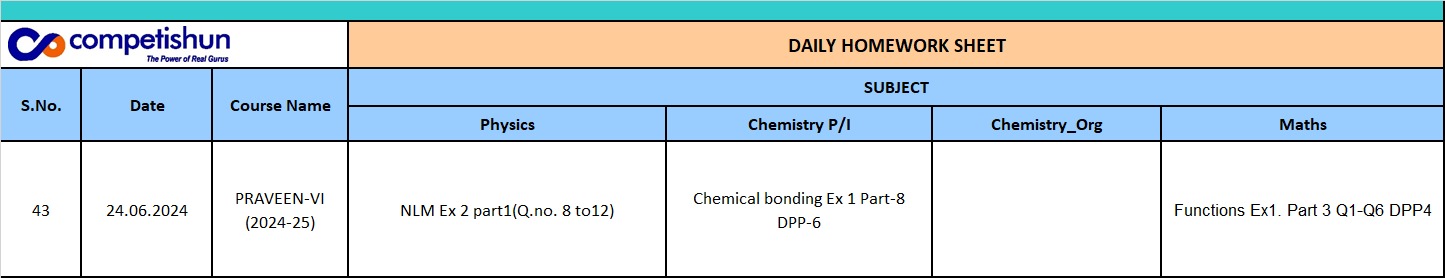 competishun
The Power of Real Gurus
DAILY HOMEWORK SHEET
S.No.
Date
Course Name
SUBJECT
Physics
Chemistry P/I
Chemistry_Org
Maths
43
24.06.2024
PRAVEEN-VI
(2024-25)
NLM Ex 2 part1(Q.no. 8 to12)
Chemical bonding Ex 1 Part-8
DPP-6
Functions Ex1. Part 3 Q1-Q6 DPP4